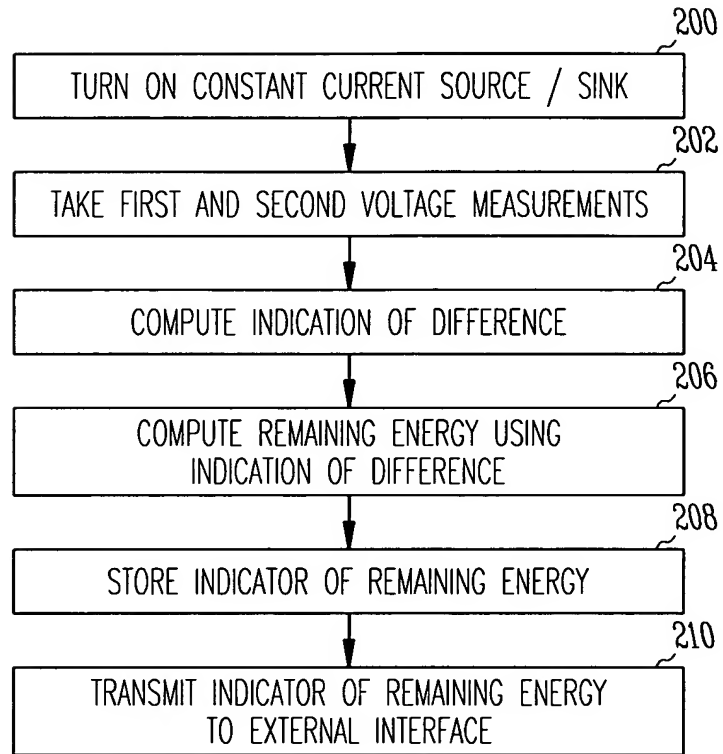 200
TURN ON CONSTANT CURRENT SOURCE / SINK
202
TAKE FIRST AND SECOND VOLTAGE MEASUREMENTS
204
COMPUTE INDICATION OF DIFFERENCE
206
COMPUTE REMAINING ENERGY USING
INDICATION OF DIFFERENCE
208
STORE INDICATOR OF REMAINING ENERGY
210
TRANSMIT INDICATOR OF REMAINING ENERGY
TO EXTERNAL INTERFACE